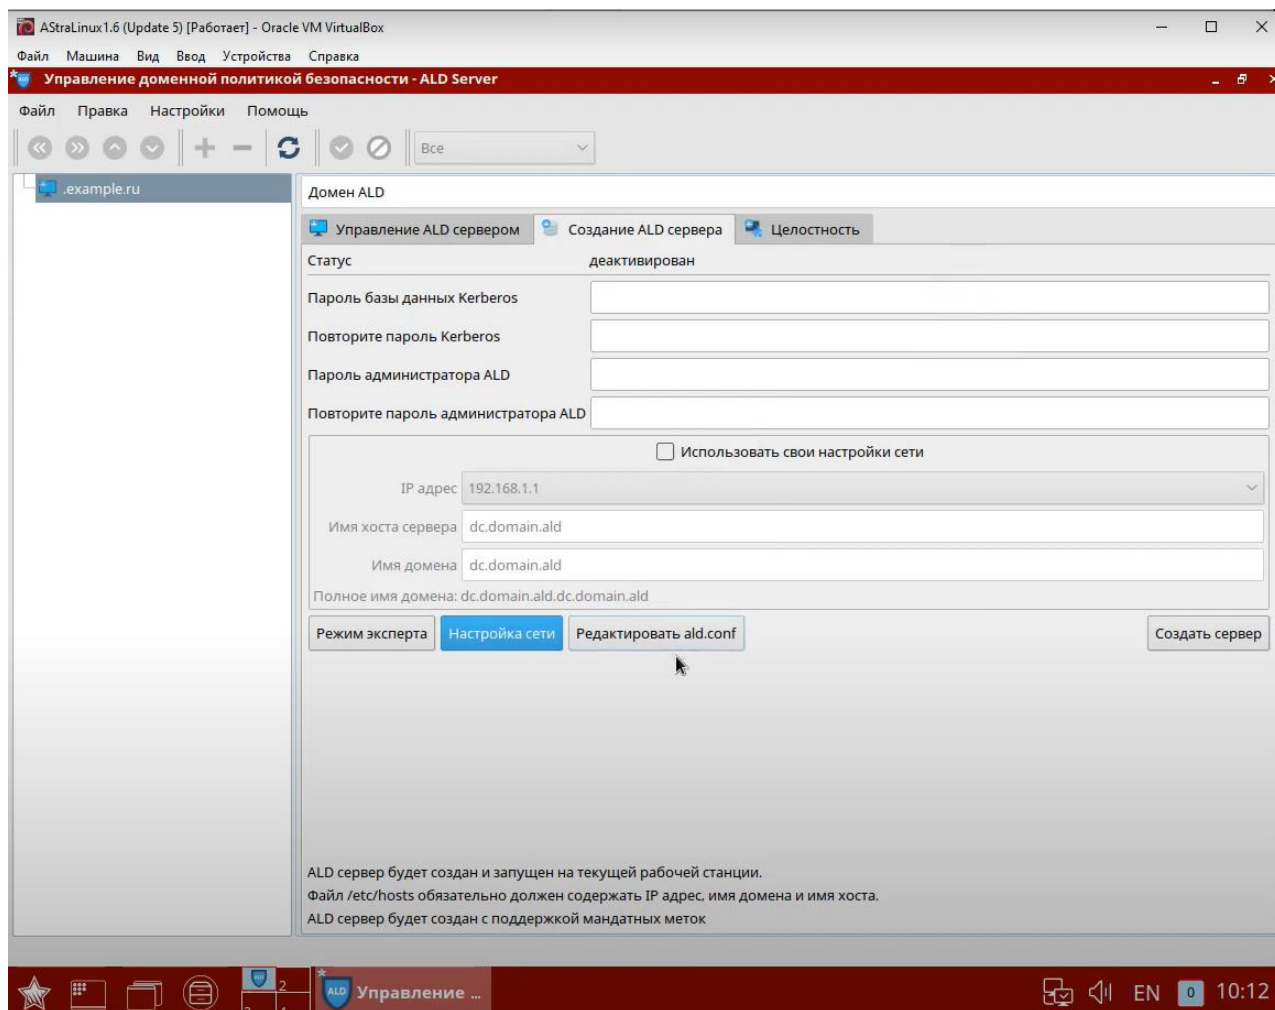 AStraLinux1.6 (Update 5) [Работает] - Oracle VM VirtualBox
Файл Машина Вид Ввод Устройства Справка
Управление доменной политикой безопасности - ALD Server
Файл Правка Настройки Помощь
Все
.example.ru
Домен ALD
Управление ALD сервером Создание ALD сервера Целостность
Статус деактивирован
Пароль базы данных Kerberos
Повторите пароль Kerberos
Пароль администратора ALD
Повторите пароль администратора ALD
Использовать свои настройки сети
IP адрес 192.168.1.1
Имя хоста сервера dc.domain.ald
Имя домена dc.domain.ald
Полное имя домена: dc.domain.ald.dc.domain.ald
Режим эксперта Настройка сети Редактировать ald.conf Создать сервер
ALD сервер будет создан и запущен на текущей рабочей станции.
Файл /etc/hosts обязательно должен содержать IP адрес, имя домена и имя хоста.
ALD сервер будет создан с поддержкой мандатных меток
2 ALD Управление ... EN 0 10:12